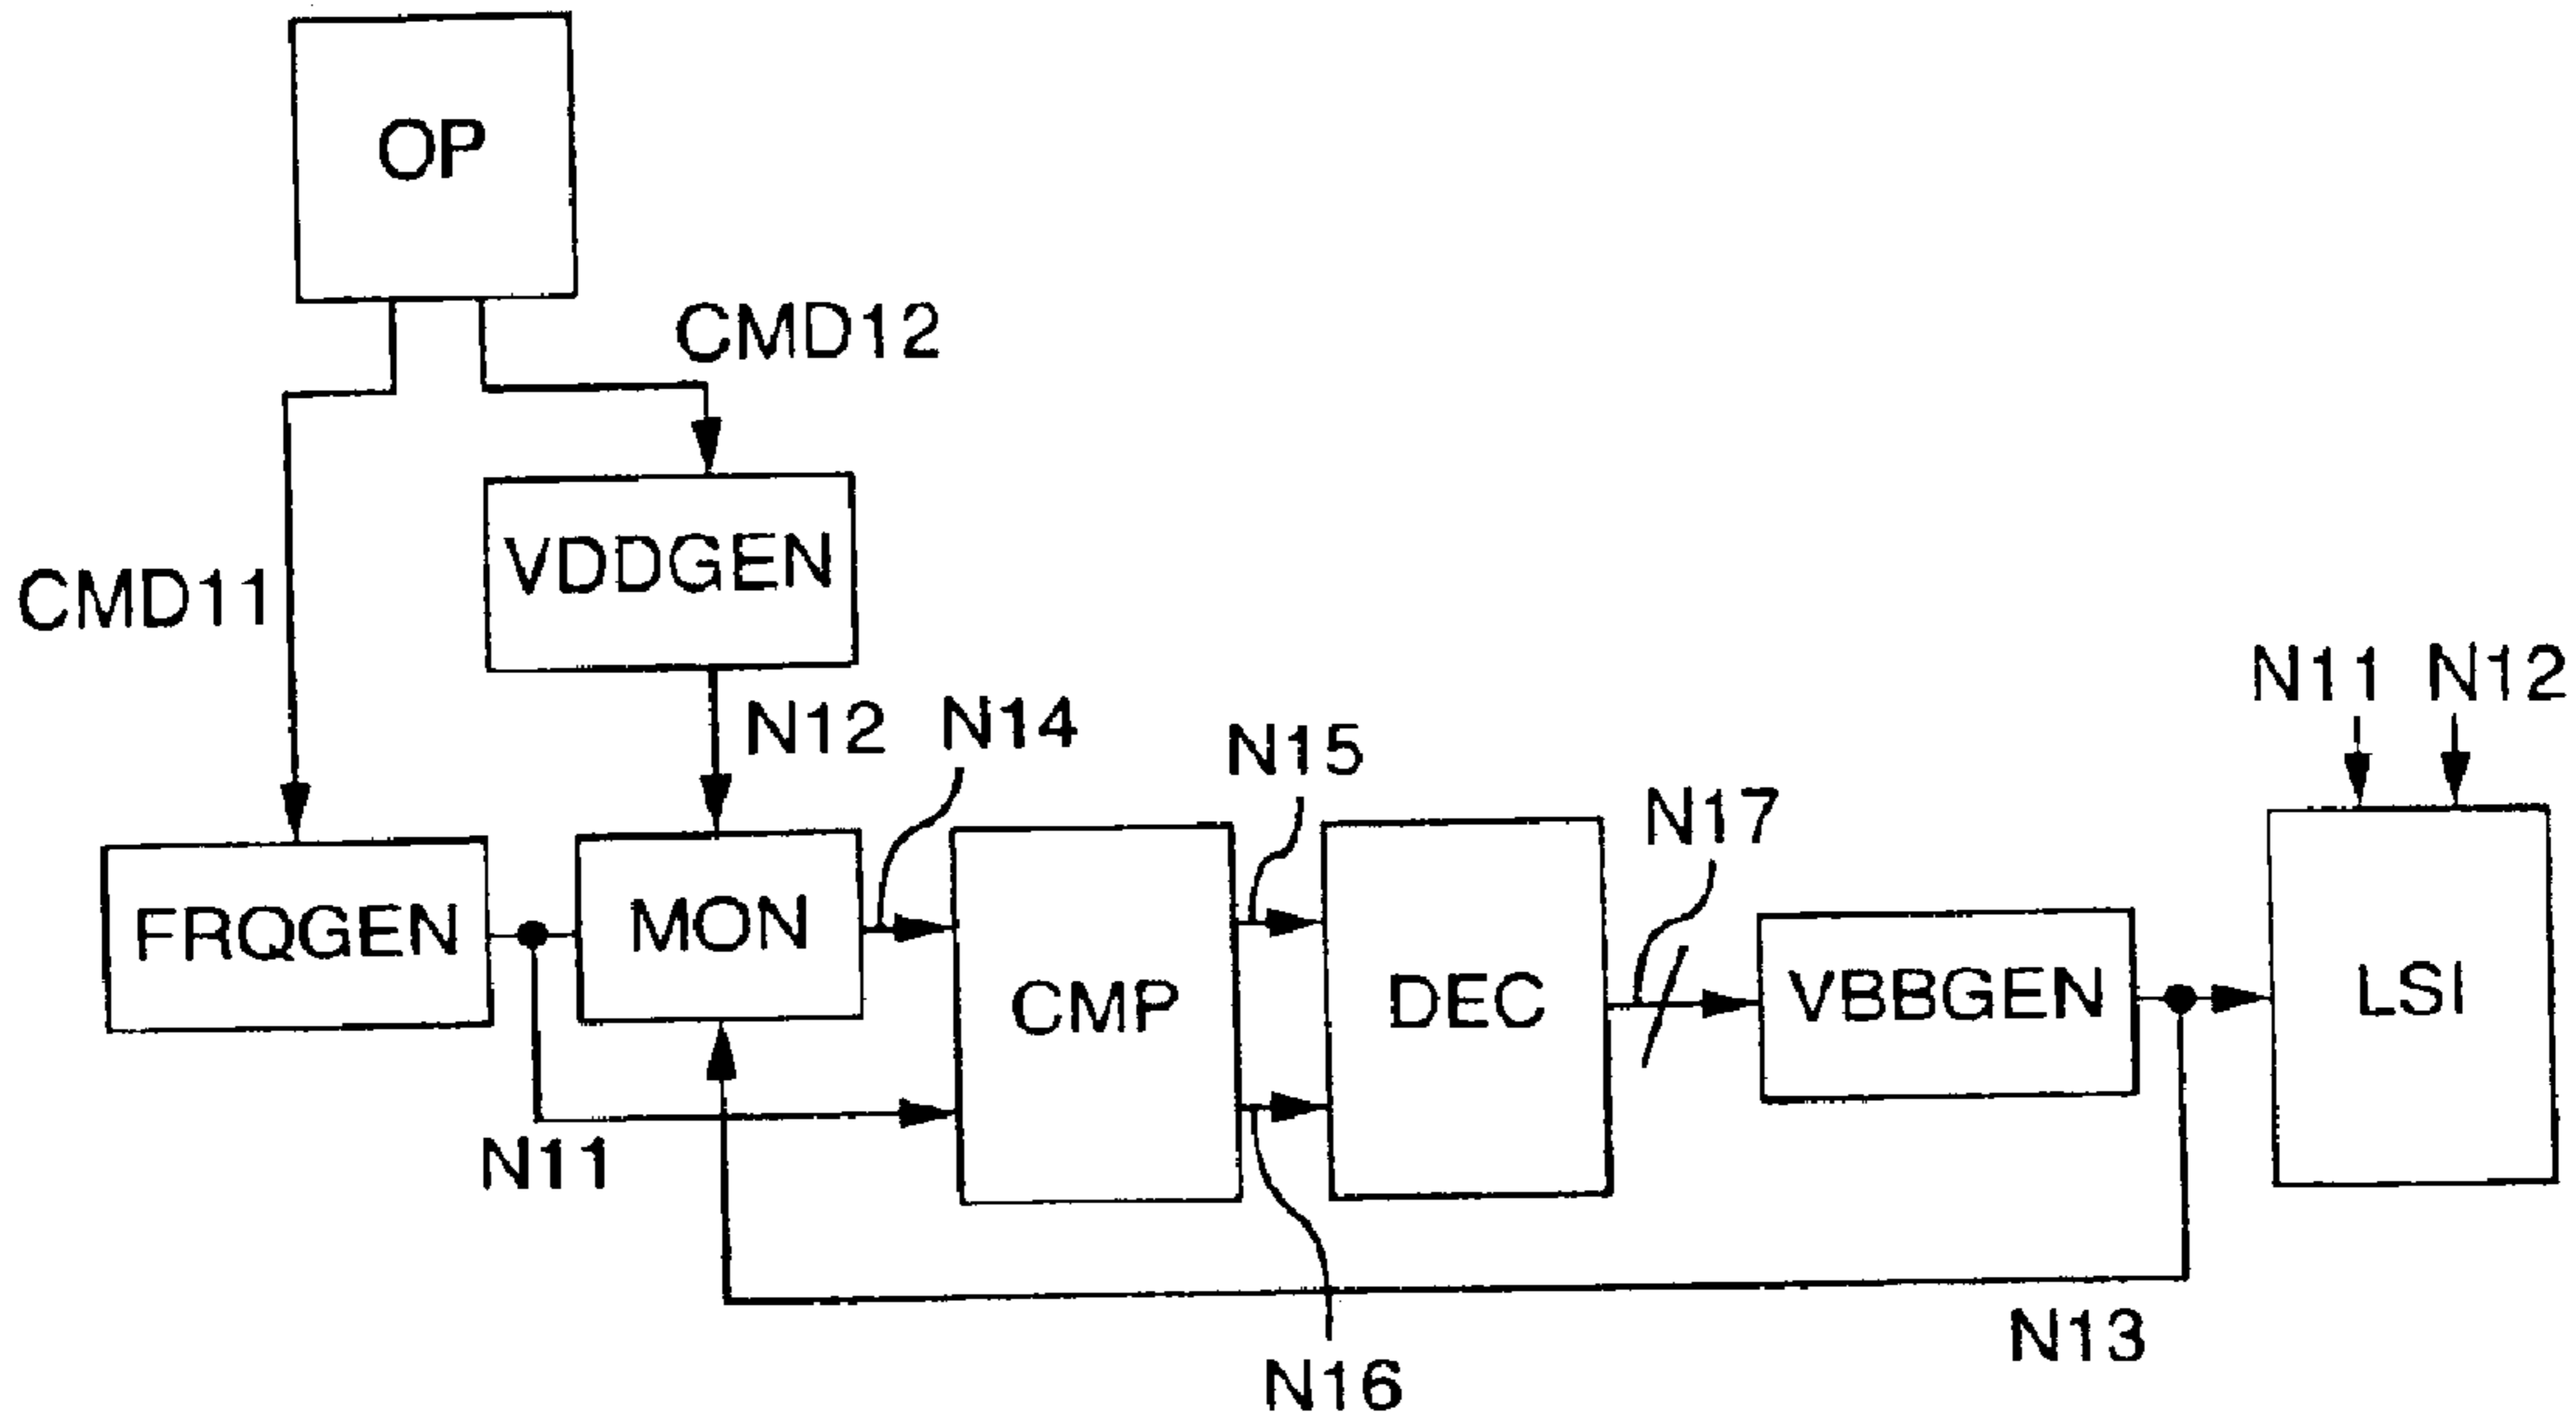 OP
CMD12
CMD11
VDDGEN
N12
N14
N15
N17
N11 N12
FRQGEN
MON
CMP
DEC
VBBGEN
LSI
N11
N13
N16